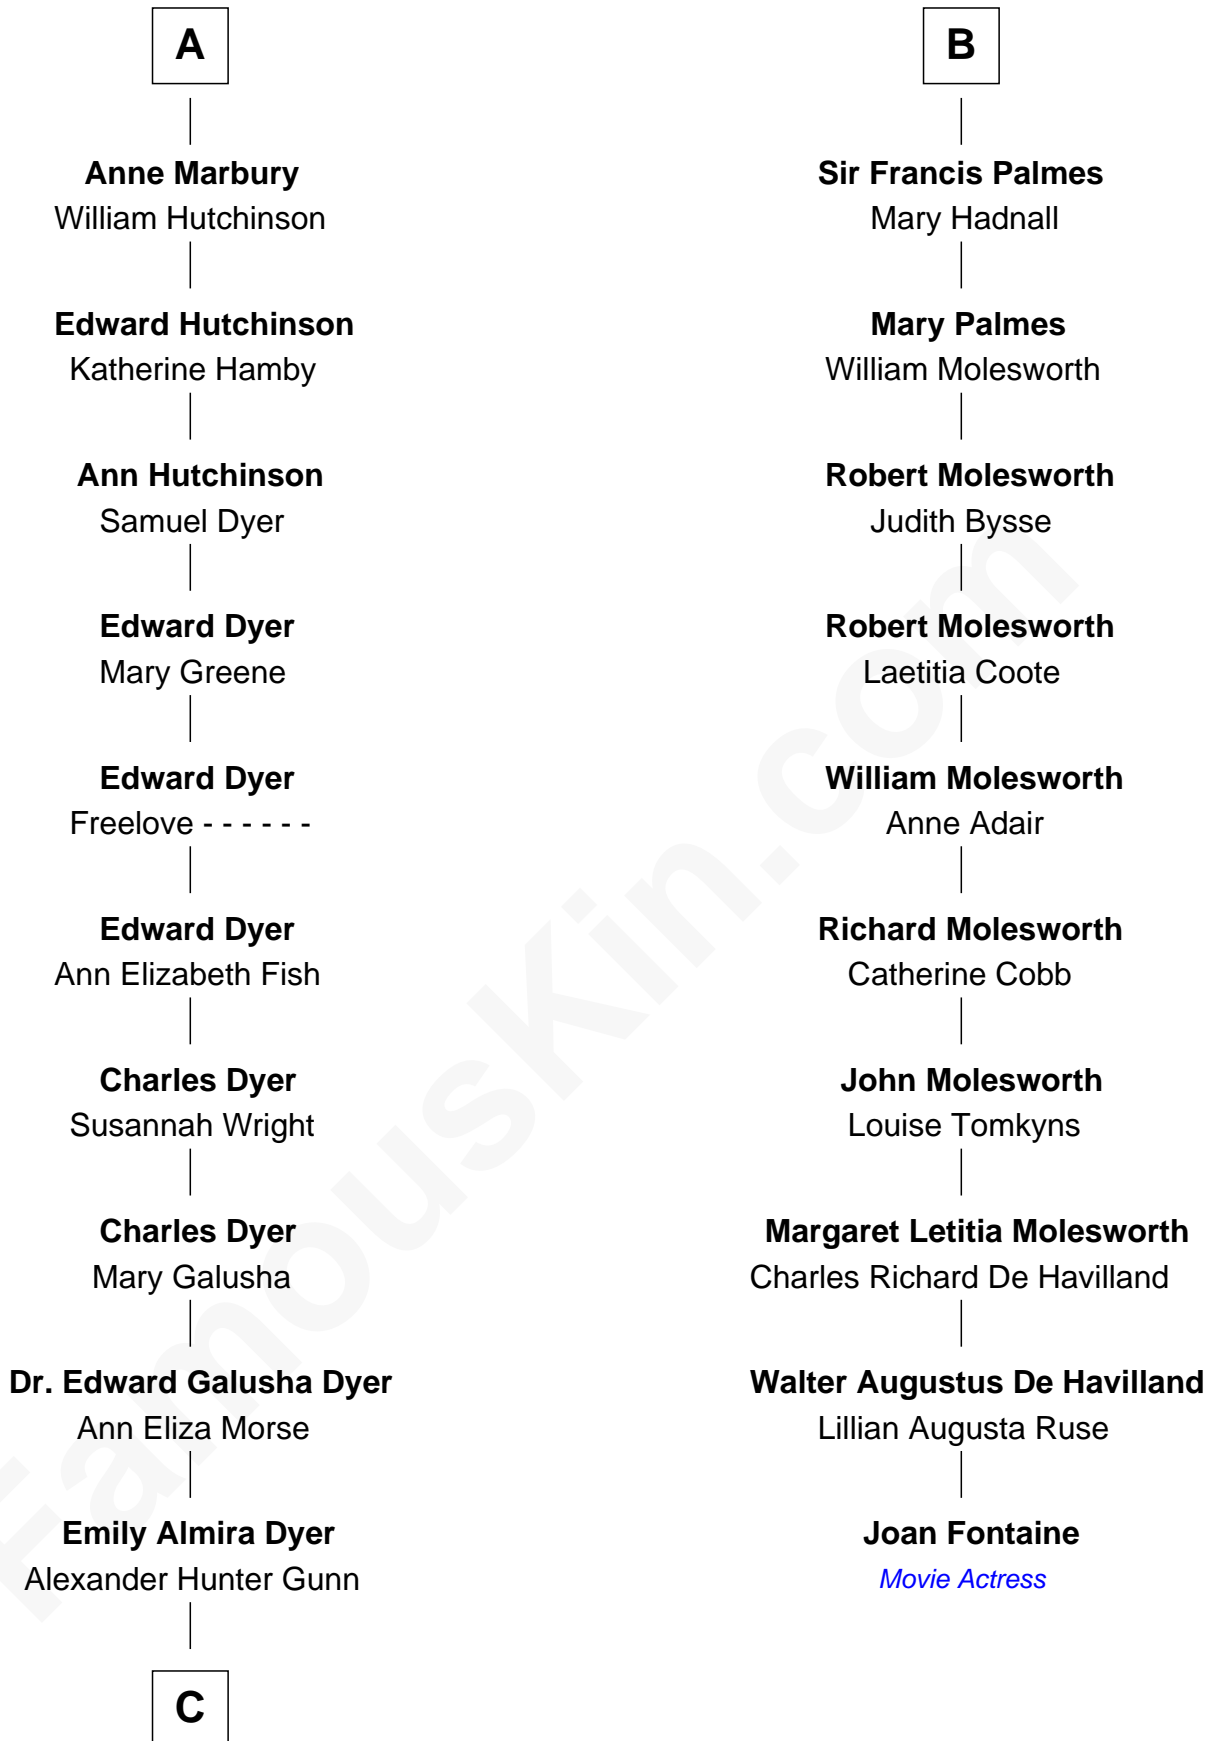 A
Anne Marbury
William Hutchinson
Edward Hutchinson
Katherine Hamby
Ann Hutchinson
Samuel Dyer
Edward Dyer
Mary Greene
Edward Dyer
Freelove - - - - - -
Edward Dyer
Ann Elizabeth Fish
Charles Dyer
Susannah Wright
Charles Dyer
Mary Galusha
Dr. Edward Galusha Dyer
Ann Eliza Morse
Emily Almira Dyer
Alexander Hunter Gunn
C
B
Sir Francis Palmes
Mary Hadnall
Mary Palmes
William Molesworth
Robert Molesworth
Judith Bysse
Robert Molesworth
Laetitia Coote
William Molesworth
Anne Adair
Richard Molesworth
Catherine Cobb
John Molesworth
Louise Tomkyns
Margaret Letitia Molesworth
Charles Richard De Havilland
Walter Augustus De Havilland
Lillian Augusta Ruse
Joan Fontaine
Movie Actress
FamousKin.com